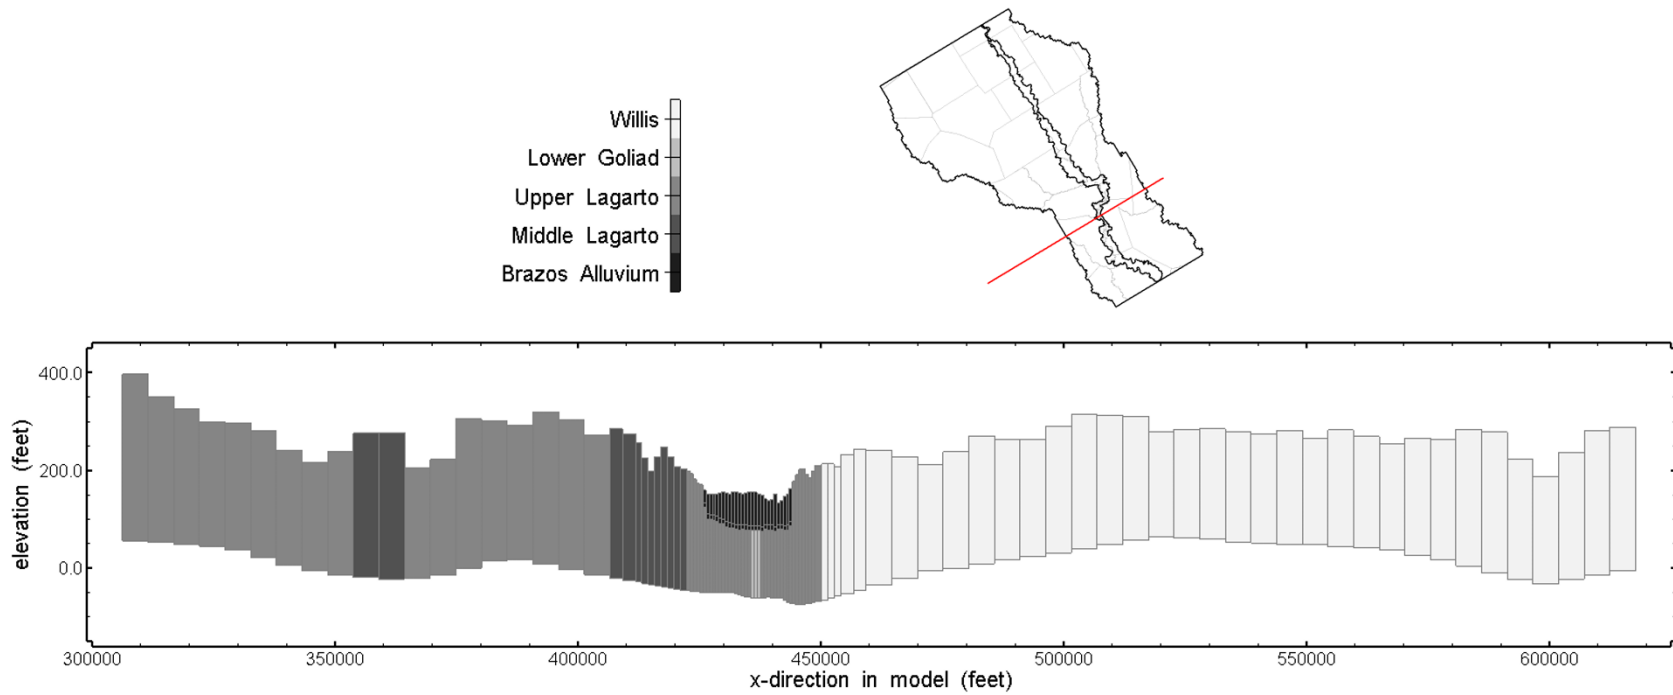 Willis
Lower Goliad
Upper Lagarto
Middle Lagarto
Brazos Alluvium
400.0
200.0
0.0
elevation (feet)
300000 350000 400000 450000 500000 550000 600000
x-direction in model (feet)